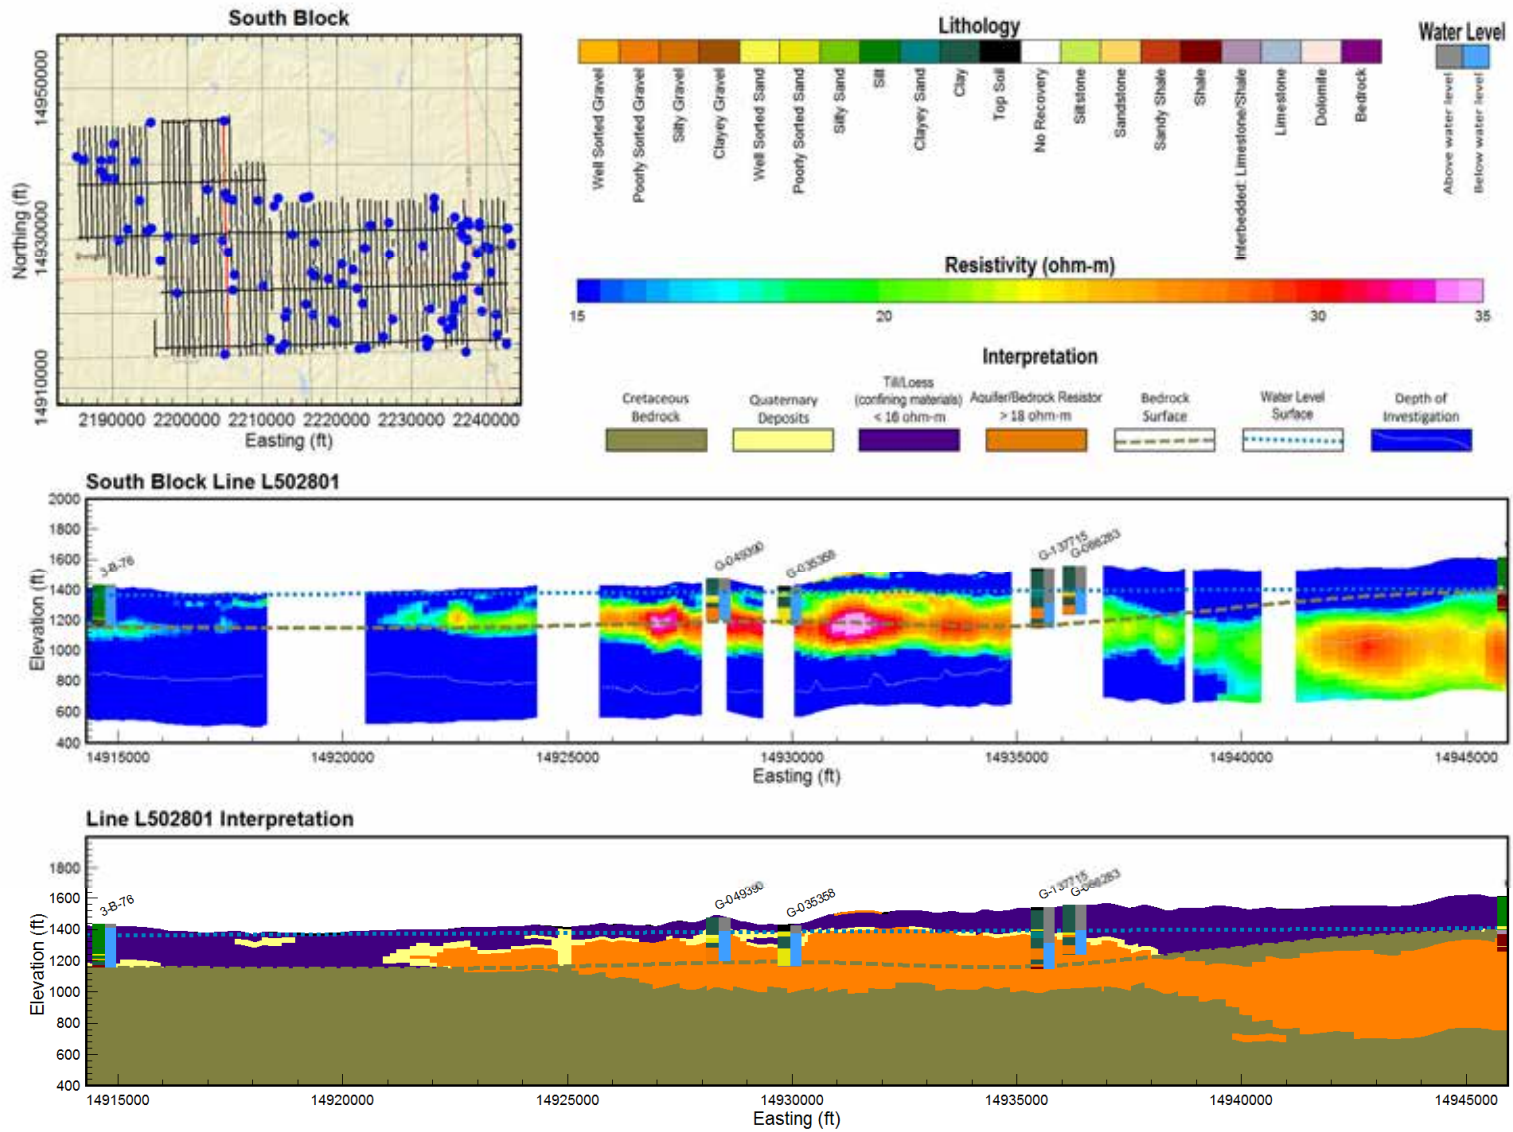 South Block
14950000
14930000
14910000
Northing (ft)
2190000 2200000 2210000 2220000 2230000 2240000
Easting (ft)
Lithology
Well Sorted Gravel
Poorly Sorted Gravel
Silty Gravel
Clayey Gravel
Well Sorted Sand
Poorly Sorted Sand
Silty Sand
Silt
Clayey Sand
Clay
Top Soil
No Recovery
Siltstone
Sandstone
Sandy Shale
Shale
Interbedded: Limestone/Shale
Limestone
Dolomite
Bedrock
Water Level
Above water level
Below water level
Resistivity (ohm-m)
15 20 30 35
Interpretation
Cretaceous
Bedrock
Quaternary
Deposits
Till/Loess
(confining materials)
< 16 ohm-m
Aquifer/Bedrock Resistor
> 18 ohm-m
Bedrock
Surface
Water Level
Surface
Depth of
Investigation
South Block Line L502801
2000
1800
1600
1400
1200
1000
800
600
400
Elevation (ft)
3-B-76
G-049390
G-035358
G-137715
G-066283
14915000 14920000 14925000 14930000 14935000 14940000 14945000
Easting (ft)
Line L502801 Interpretation
1800
1600
1400
1200
1000
800
600
400
Elevation (ft)
3-B-76
G-049390
G-035358
G-137715
G-066283
14915000 14920000 14925000 14930000 14935000 14940000 14945000
Easting (ft)